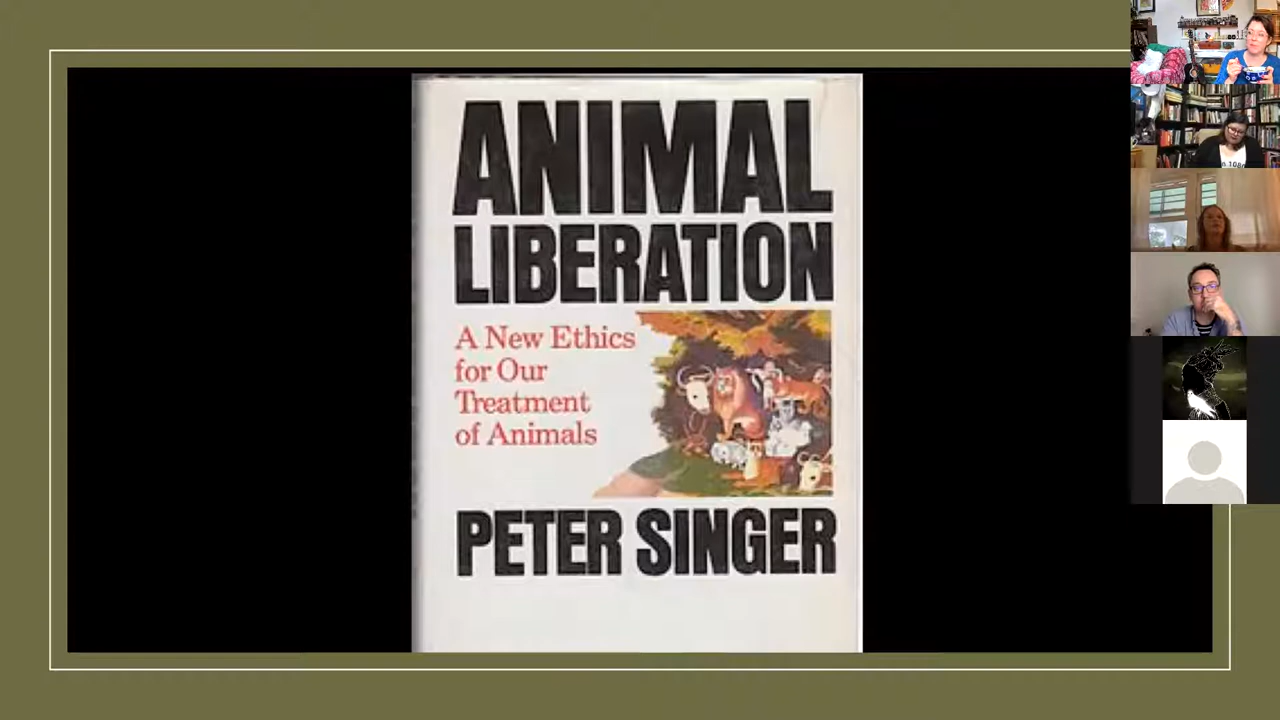 ANIMAL
LIBERATION
A New Ethics
for Our
Treatment
of Animals
PETER SINGER